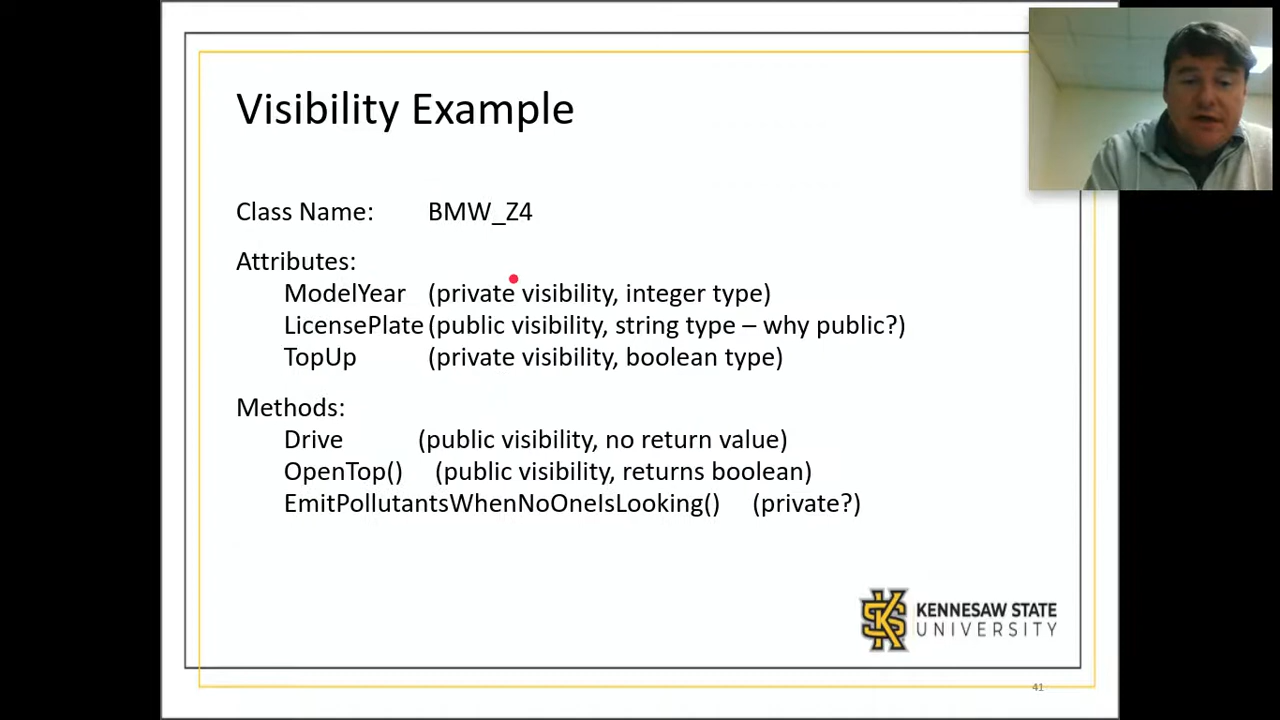 Visibility Example
Class Name: BMW_Z4
Attributes:
ModelYear (private visibility, integer type)
LicensePlate (public visibility, string type – why public?)
TopUp (private visibility, boolean type)
Methods:
Drive (public visibility, no return value)
OpenTop() (public visibility, returns boolean)
EmitPollutantsWhenNoOneIsLooking() (private?)
KENNESAW STATE
UNIVERSITY
41